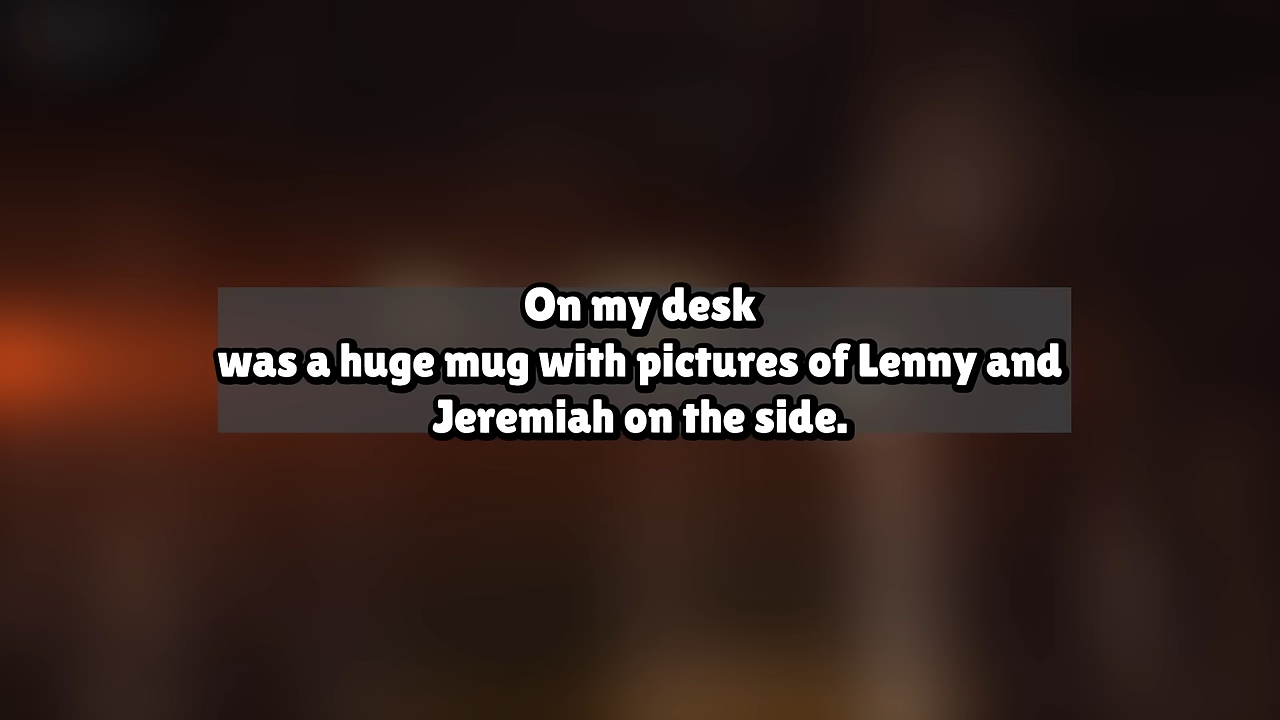 On my desk
was a huge mug with pictures of Lenny and
Jeremiah on the side.